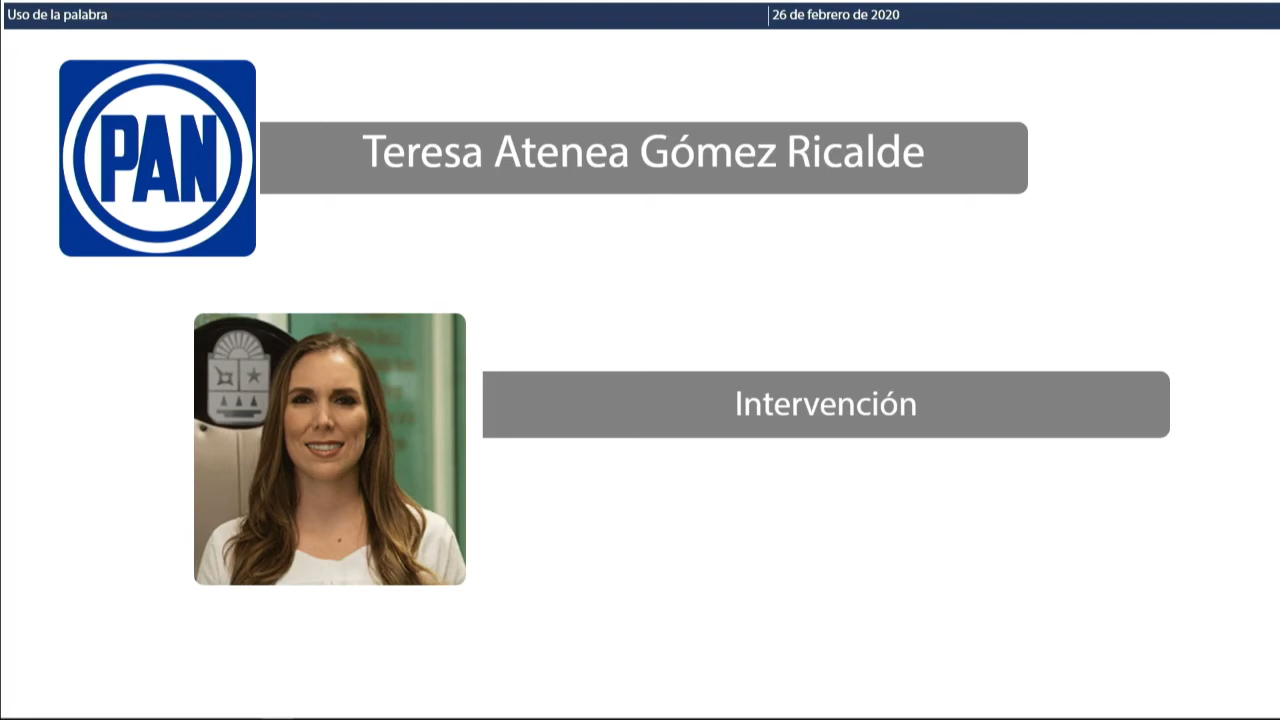 Uso de la palabra
26 de febrero de 2020
PAN
Teresa Atenea Gómez Ricalde
Intervención